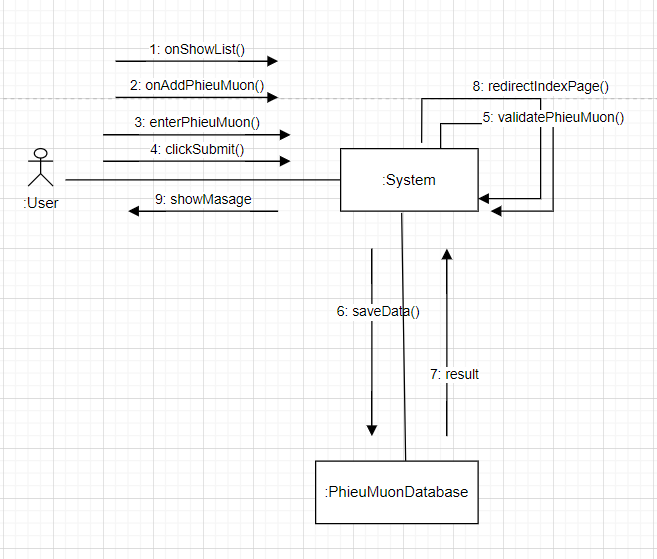 1: onShowList()
2: onAddPhieuMuon()
3: enterPhieuMuon()
4: clickSubmit()
8: redirectIndexPage()
5: validatePhieuMuon()
:User
:System
9: showMasage
6: saveData()
7: result
:PhieuMuonDatabase